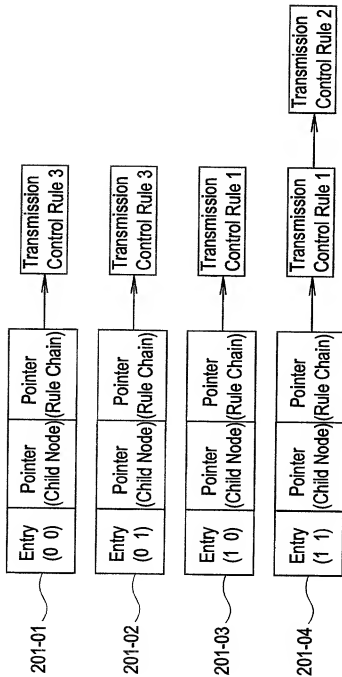 201-01
Entry
(0 0)
Pointer
(Child Node)
Pointer
(Rule Chain)
Transmission
Control Rule 3
201-02
Entry
(0 1)
Pointer
(Child Node)
Pointer
(Rule Chain)
Transmission
Control Rule 3
201-03
Entry
(1 0)
Pointer
(Child Node)
Pointer
(Rule Chain)
Transmission
Control Rule 1
201-04
Entry
(1 1)
Pointer
(Child Node)
Pointer
(Rule Chain)
Transmission
Control Rule 1
Transmission
Control Rule 2